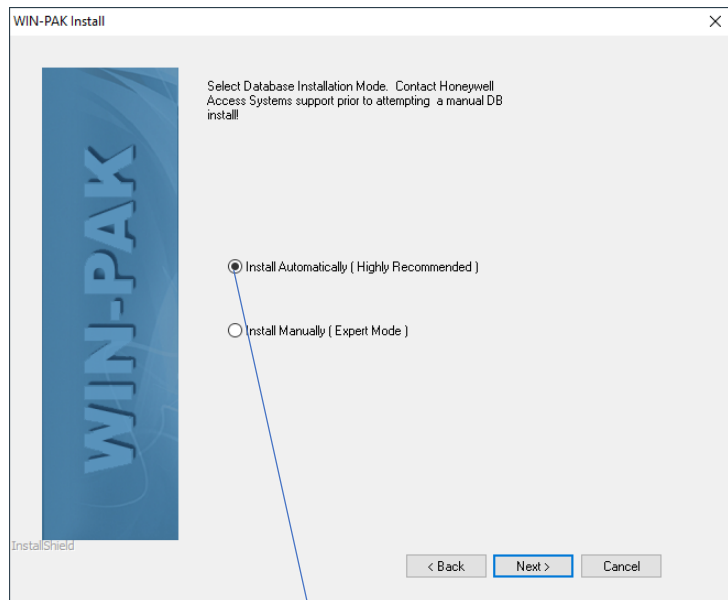 WIN-PAK Install
Select Database Installation Mode. Contact Honeywell
Access Systems support prior to attempting a manual DB
install!
WIN-PAK
Install Automatically ( Highly Recommended )
Install Manually ( Expert Mode )
InstallShield
< Back
Next >
Cancel